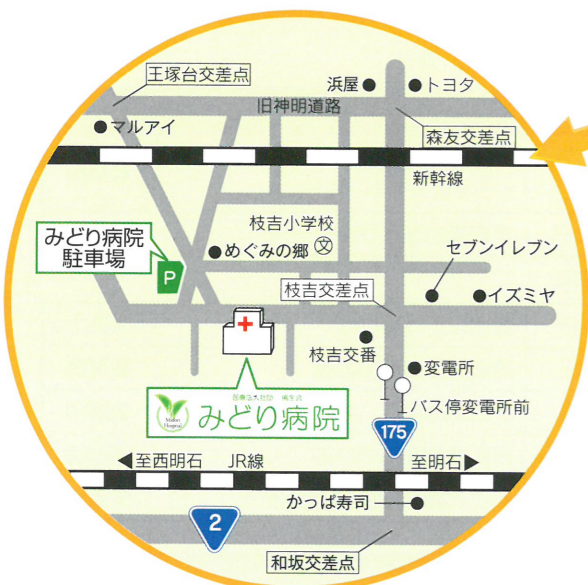 王塚台交差点
浜屋
トヨタ
旧神明道路
マルアイ
森友交差点
新幹線
枝吉小学校
文
みどり病院
駐車場
P
めぐみの郷
セブンイレブン
枝吉交差点
イズミヤ
枝吉交番
変電所
みどり病院
バス停変電所前
175
至西明石
JR線
至明石
かっぱ寿司
2
和坂交差点